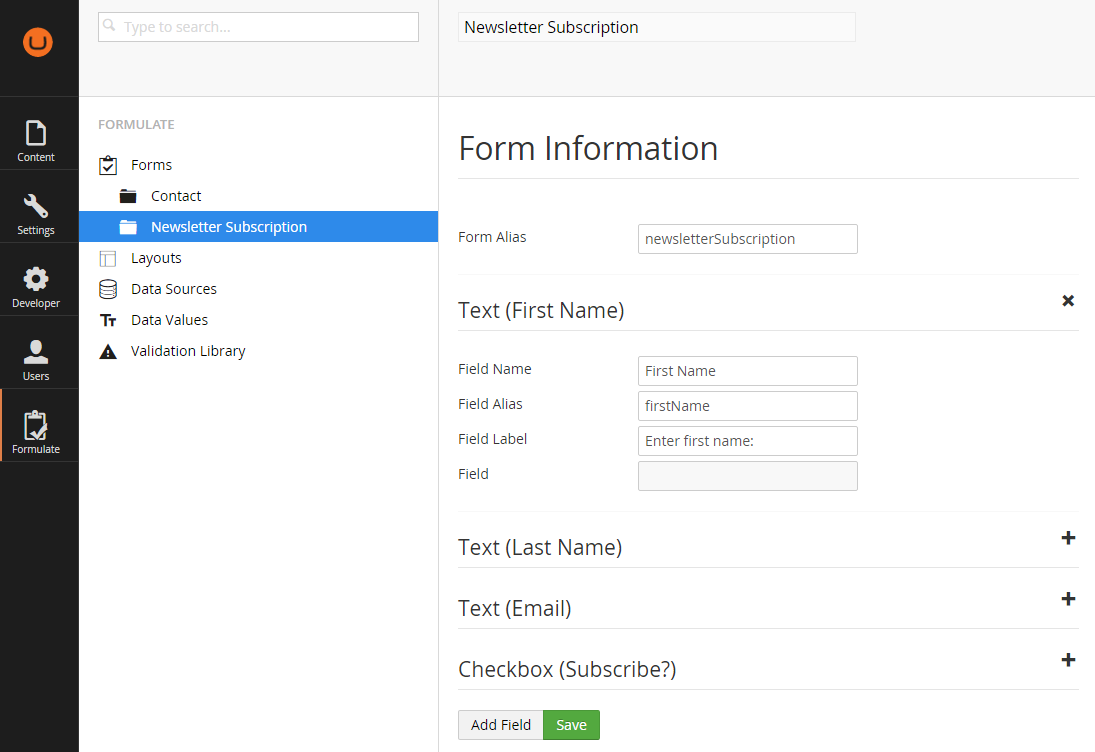 Content
Settings
Developer
Users
Formulate
Type to search...
FORMULATE
Forms
Contact
Newsletter Subscription
Layouts
Data Sources
Data Values
Validation Library
Newsletter Subscription
Form Information
Form Alias newsletterSubscription
Text (First Name)
Field Name First Name
Field Alias firstName
Field Label Enter first name:
Field
Text (Last Name)
Text (Email)
Checkbox (Subscribe?)
Add Field Save